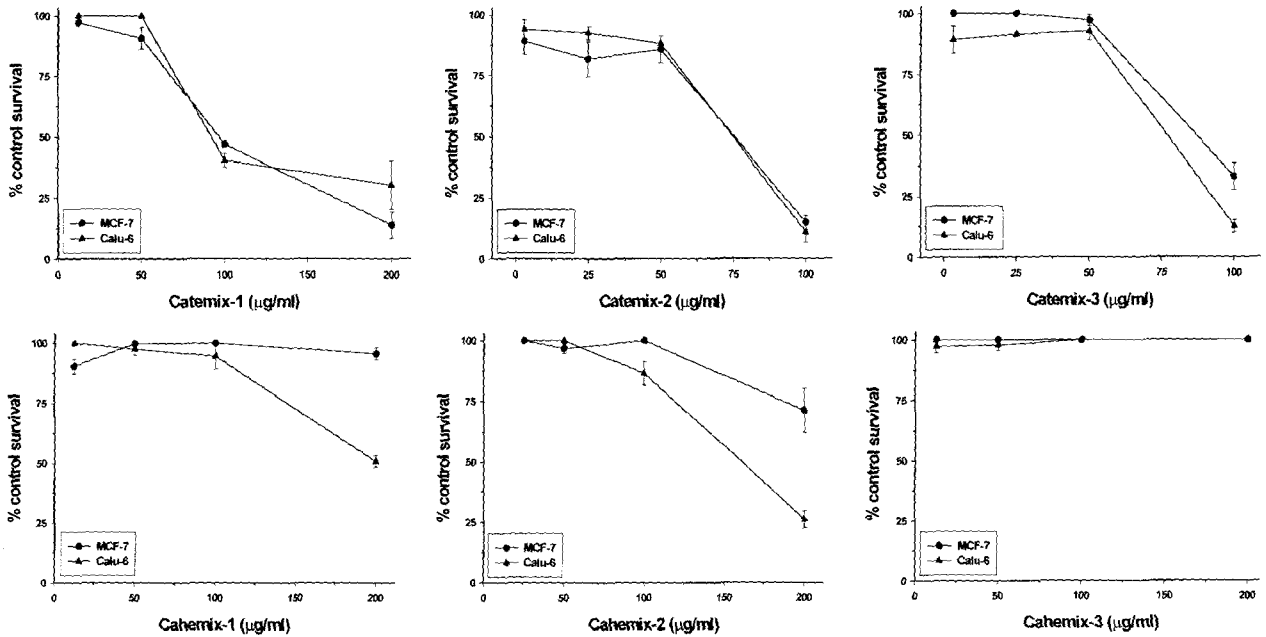 % control survival
100
75
50
25
0
MCF-7
Calu-6
0 50 100 150 200
Catemix-1 (μg/ml)
% control survival
100
75
50
25
0
MCF-7
Calu-6
0 25 50 75 100
Catemix-2 (μg/ml)
% control survival
100
75
50
25
0
MCF-7
Calu-6
0 25 50 75 100
Catemix-3 (μg/ml)
% control survival
100
75
50
25
0
MCF-7
Calu-6
0 50 100 150 200
Cahemix-1 (μg/ml)
% control survival
100
75
50
25
0
MCF-7
Calu-6
0 50 100 150 200
Cahemix-2 (μg/ml)
% control survival
100
75
50
25
0
MCF-7
Calu-6
0 50 100 150 200
Cahemix-3 (μg/ml)